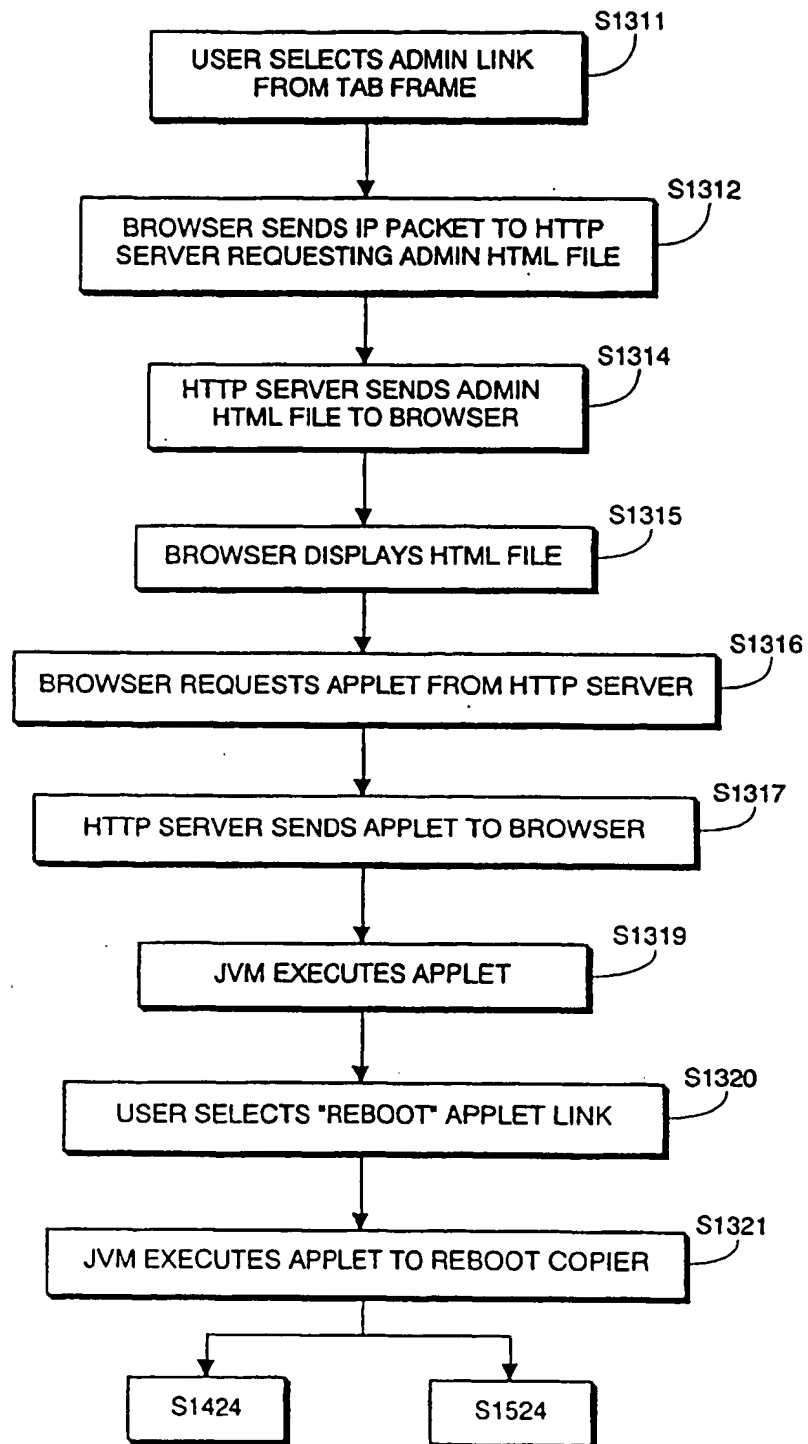 S1311
USER SELECTS ADMIN LINK
FROM TAB FRAME
S1312
BROWSER SENDS IP PACKET TO HTTP
SERVER REQUESTING ADMIN HTML FILE
S1314
HTTP SERVER SENDS ADMIN
HTML FILE TO BROWSER
S1315
BROWSER DISPLAYS HTML FILE
S1316
BROWSER REQUESTS APPLET FROM HTTP SERVER
S1317
HTTP SERVER SENDS APPLET TO BROWSER
S1319
JVM EXECUTES APPLET
S1320
USER SELECTS "REBOOT" APPLET LINK
S1321
JVM EXECUTES APPLET TO REBOOT COPIER
S1424
S1524